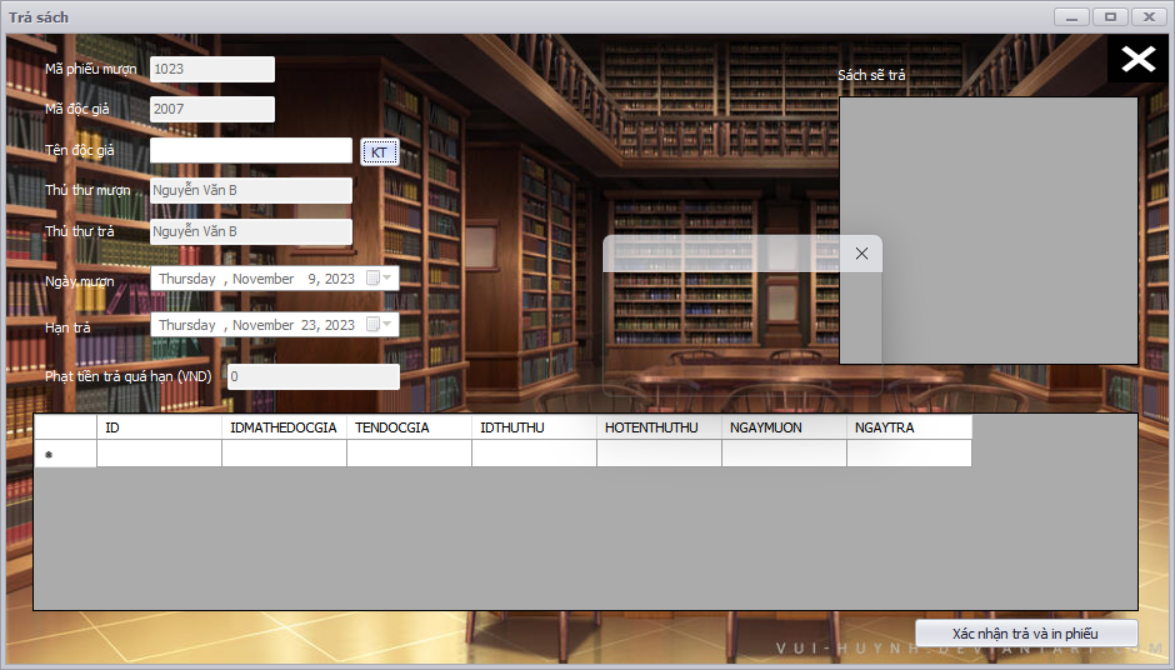 Trả sách
Mã phiếu mượn 1023
Sách sẽ trả
Mã độc giả 2007
Tên độc giả KT
Thủ thư mượn Nguyễn Văn B
Thủ thư trả Nguyễn Văn B
Ngày mượn Thursday , November 9, 2023
Hạn trả Thursday , November 23, 2023
Phạt tiền trả quá hạn (VND) 0
ID IDMATHEDOCGIA TENDOCGIA IDTHUTHU HOTENTHUTHU NGAYMUON NGAYTRA
Xác nhận trả và in phiếu
VUI-HUYNH.DEVIANTART.COM